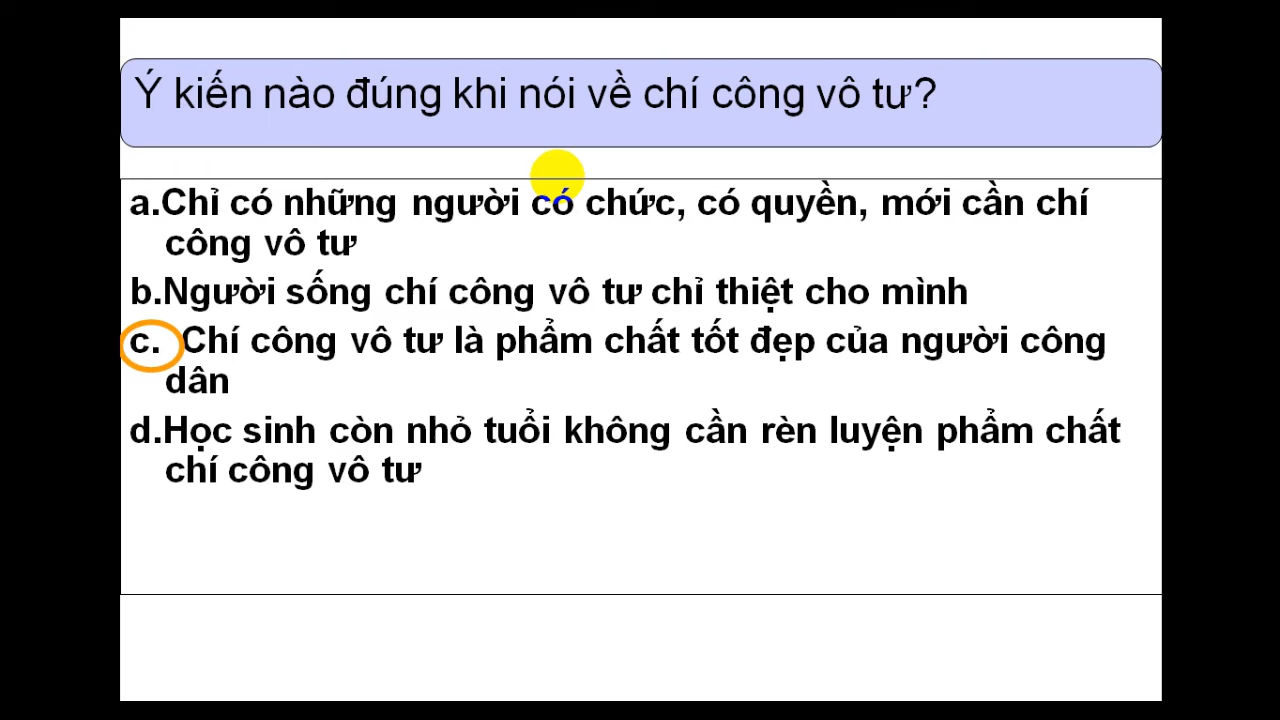 Ý kiến nào đúng khi nói về chí công vô tư?
a.Chỉ có những người có chức, có quyền, mới cần chí
công vô tư
b.Người sống chí công vô tư chỉ thiệt cho mình
c. Chí công vô tư là phẩm chất tốt đẹp của người công
dân
d.Học sinh còn nhỏ tuổi không cần rèn luyện phẩm chất
chí công vô tư